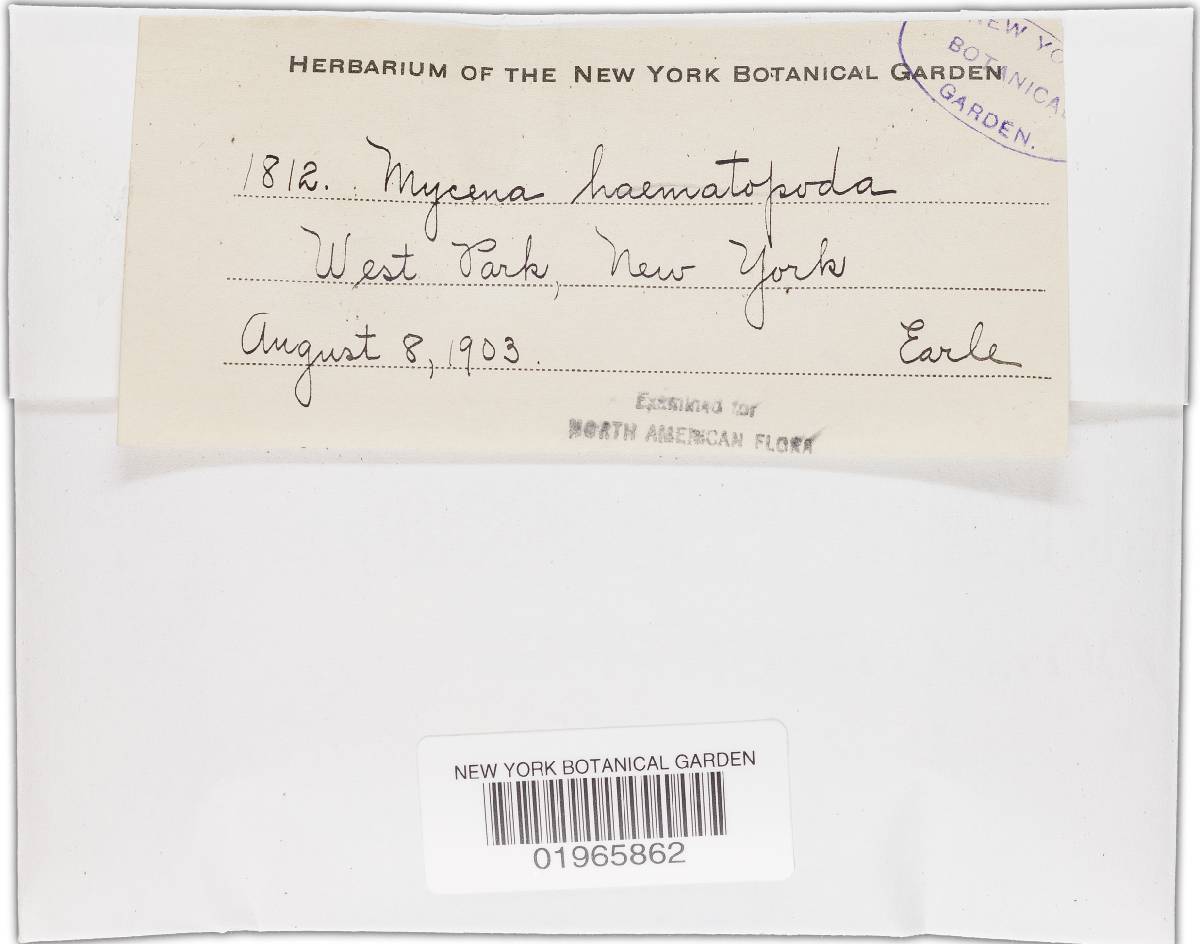 HERBARIUM OF THE NEW YORK BOTANICAL GARDEN
NEW YO
BOTANICAL
GARDEN.
1812. Mycena haematopoda
West Park, New York
August 8, 1903. Earle
Examined for
NORTH AMERICAN FLORA
NEW YORK BOTANICAL GARDEN
01965862